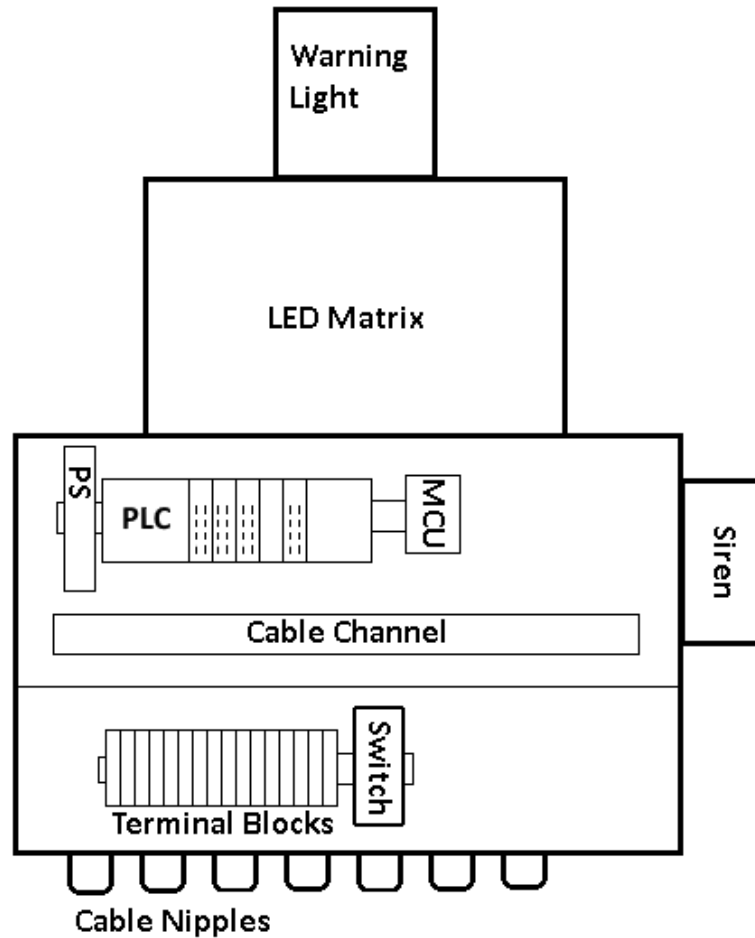 Warning
Light
LED Matrix
PS
PLC
MCU
Siren
Cable Channel
Switch
Terminal Blocks
Cable Nipples